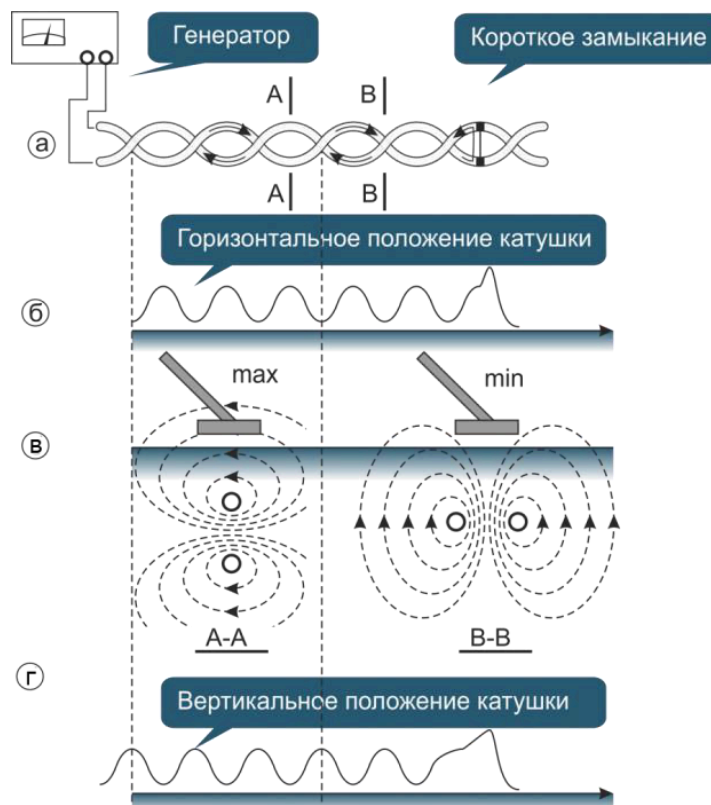 Генератор
Короткое замыкание
А
В
а
А
В
Горизонтальное положение катушки
б
max
min
в
А-А
В-В
г
Вертикальное положение катушки